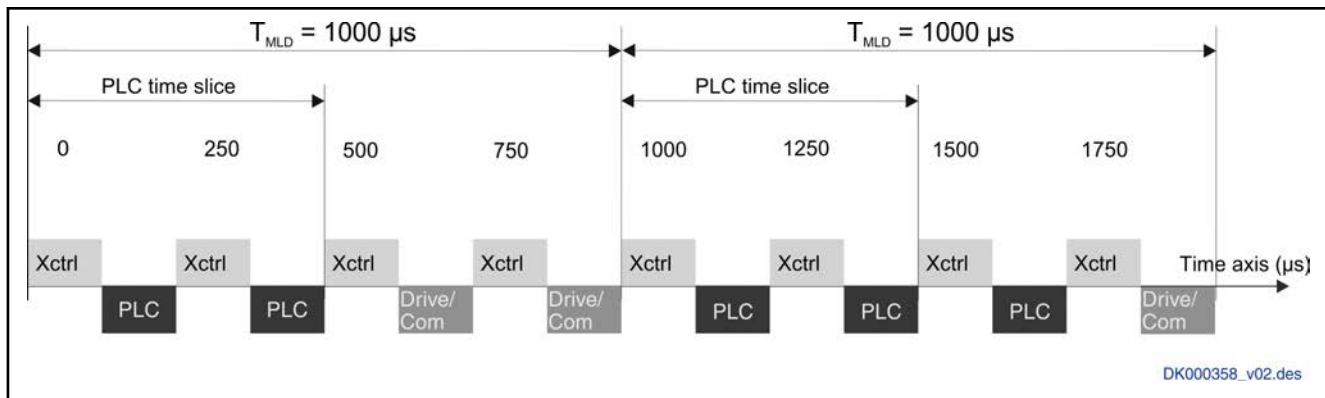 T_MLD = 1000 µs T_MLD = 1000 µs
PLC time slice PLC time slice
0 250 500 750 1000 1250 1500 1750
Xctrl Xctrl Xctrl Xctrl Xctrl Xctrl Xctrl Xctrl Time axis (µs)
PLC PLC Drive/ Drive/ PLC PLC PLC Drive/
Com Com Com
DK000358_v02.des